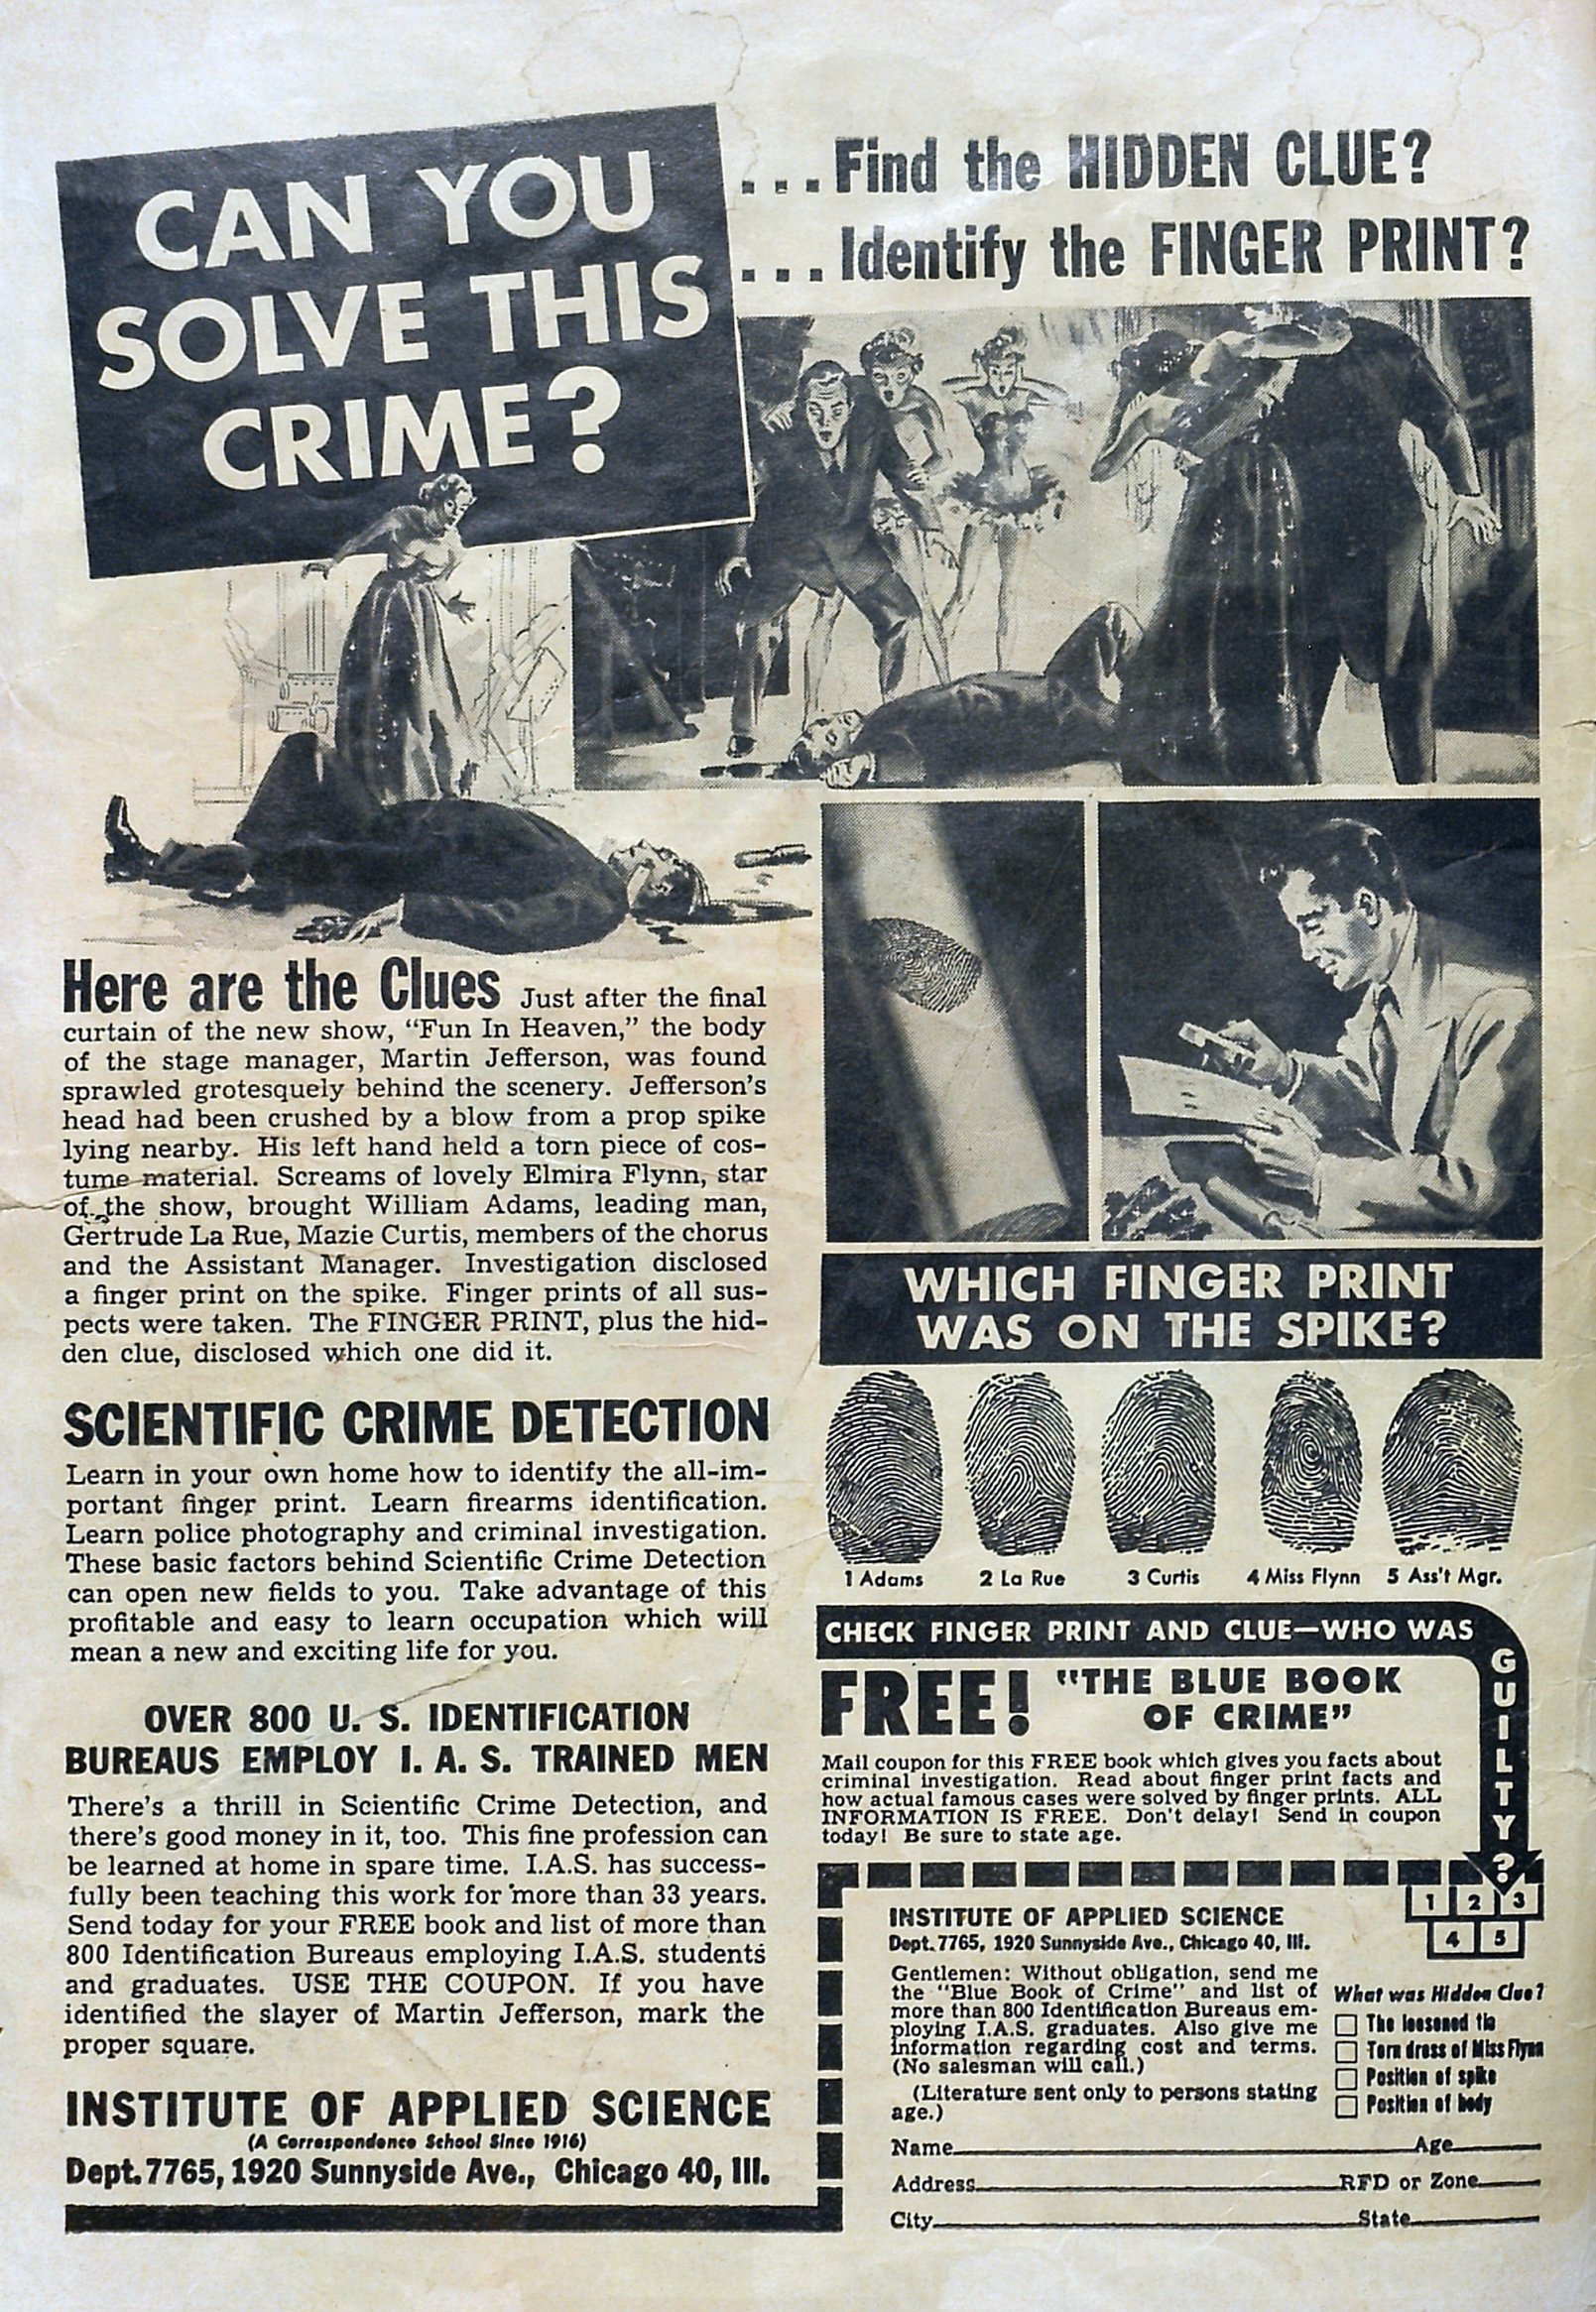 CAN YOU
SOLVE THIS
CRIME?
...Find the HIDDEN CLUE?
...Identify the FINGER PRINT?
Here are the Clues Just after the final
curtain of the new show, “Fun In Heaven,” the body
of the stage manager, Martin Jefferson, was found
sprawled grotesquely behind the scenery. Jefferson's
head had been crushed by a blow from a prop spike
lying nearby. His left hand held a torn piece of cos-
tume material. Screams of lovely Elmira Flynn, star
of the show, brought William Adams, leading man,
Gertrude La Rue, Mazie Curtis, members of the chorus
and the Assistant Manager. Investigation disclosed
a finger print on the spike. Finger prints of all sus-
pects were taken. The FINGER PRINT, plus the hid-
den clue, disclosed which one did it.
SCIENTIFIC CRIME DETECTION
Learn in your own home how to identify the all-im-
portant finger print. Learn firearms identification.
Learn police photography and criminal investigation.
These basic factors behind Scientific Crime Detection
can open new fields to you. Take advantage of this
profitable and easy to learn occupation which will
mean a new and exciting life for you.
OVER 800 U. S. IDENTIFICATION
BUREAUS EMPLOY I. A. S. TRAINED MEN
There's a thrill in Scientific Crime Detection, and
there's good money in it, too. This fine profession can
be learned at home in spare time. I.A.S. has success-
fully been teaching this work for more than 33 years.
Send today for your FREE book and list of more than
800 Identification Bureaus employing I.A.S. students
and graduates. USE THE COUPON. If you have
identified the slayer of Martin Jefferson, mark the
proper square.
INSTITUTE OF APPLIED SCIENCE
(A Correspondence School Since 1916)
Dept. 7765, 1920 Sunnyside Ave., Chicago 40, Ill.
WHICH FINGER PRINT
WAS ON THE SPIKE?
1 Adams 2 La Rue 3 Curtis 4 Miss Flynn 5 Ass't Mgr.
CHECK FINGER PRINT AND CLUE—WHO WAS
GUILTY?
FREE! "THE BLUE BOOK
OF CRIME"
Mail coupon for this FREE book which gives you facts about
criminal investigation. Read about finger print facts and
how actual famous cases were solved by finger prints. ALL
INFORMATION IS FREE. Don't delay! Send in coupon
today! Be sure to state age.
1 2 3
4 5
INSTITUTE OF APPLIED SCIENCE
Dept. 7765, 1920 Sunnyside Ave., Chicago 40, Ill.
Gentlemen: Without obligation, send me
the "Blue Book of Crime" and list of
more than 800 Identification Bureaus em-
ploying I.A.S. graduates. Also give me
information regarding cost and terms.
(No salesman will call.)
(Literature sent only to persons stating
age.)
What was Hidden Clue?
The loosened tie
Torn dress of Miss Flynn
Position of spike
Position of body
Name Age
Address RFD or Zone
City State